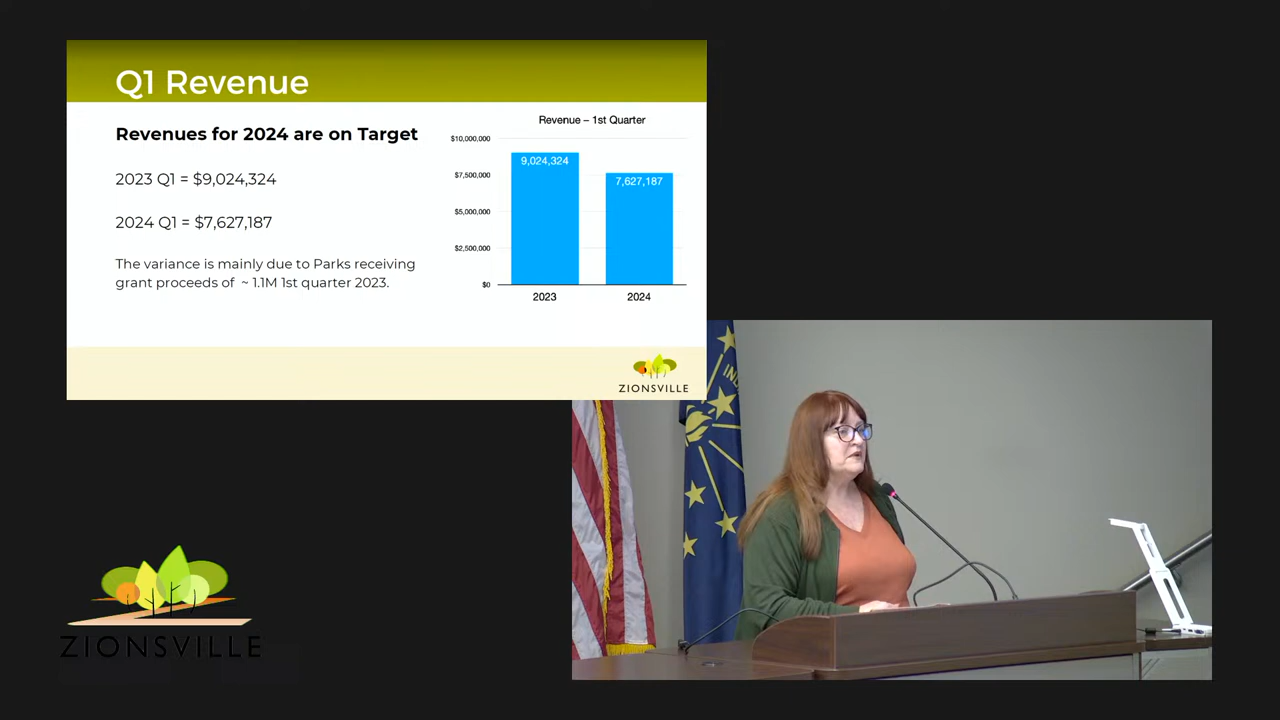 Q1 Revenue
Revenues for 2024 are on Target
2023 Q1 = $9,024,324
2024 Q1 = $7,627,187
The variance is mainly due to Parks receiving
grant proceeds of ~ 1.1M 1st quarter 2023.
Revenue – 1st Quarter
$10,000,000
$7,500,000
$5,000,000
$2,500,000
$0
9,024,324
7,627,187
2023
2024
ZIONSVILLE
IND
ZIONSVILLE